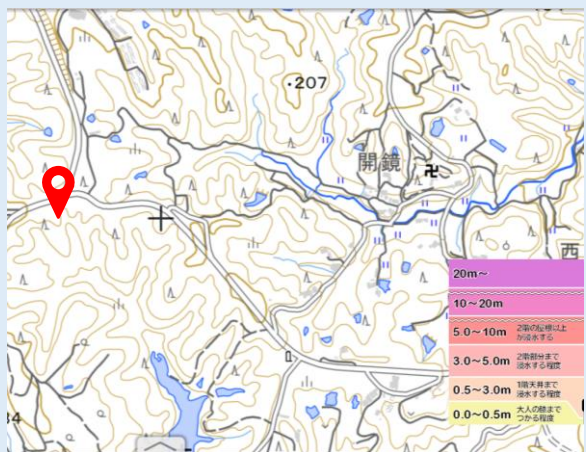 207
開鏡
西
20m~
10~20m
5.0~10m 2階の屋根以上が浸水する
3.0~5.0m 2階部分まで浸水する程度
0.5~3.0m 1階天井まで浸水する程度
0.0~0.5m 大人の膝までつかる程度
34